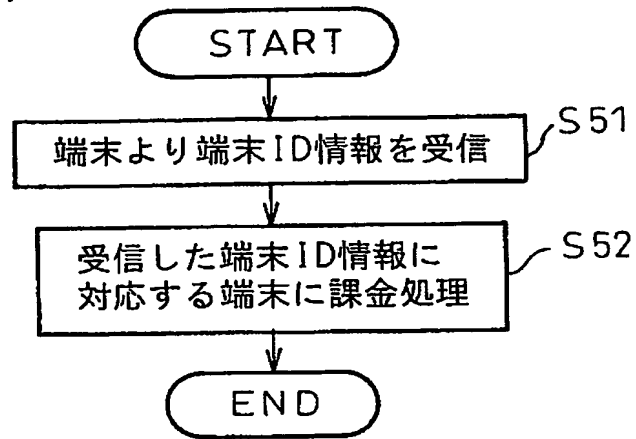 START
端末より端末ID情報を受信
S51
受信した端末ID情報に
対応する端末に課金処理
S52
END